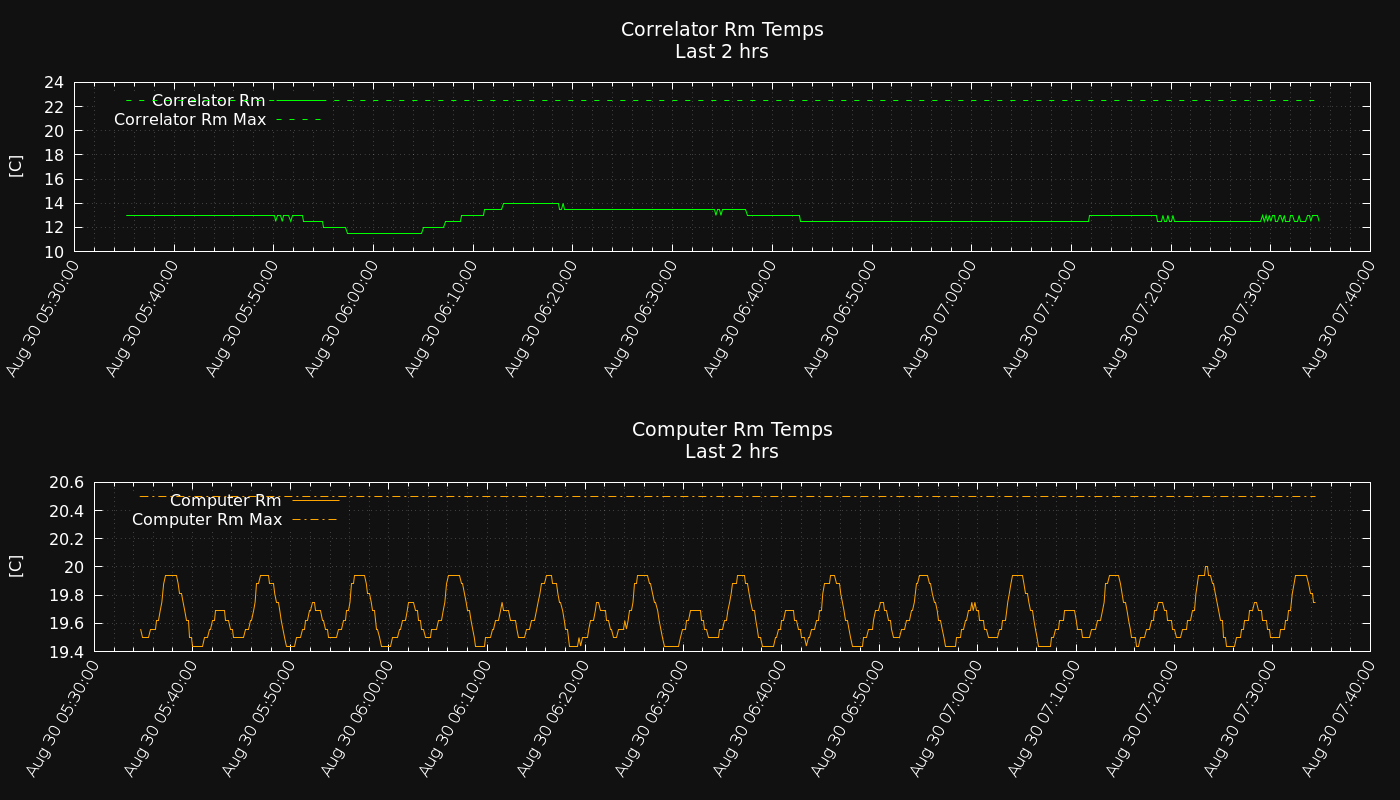 Correlator Rm Temps
Last 2 hrs
24
22
20
18
16
14
12
10
[C]
Correlator Rm
Correlator Rm Max
Aug 30 05:30:00
Aug 30 05:40:00
Aug 30 05:50:00
Aug 30 06:00:00
Aug 30 06:10:00
Aug 30 06:20:00
Aug 30 06:30:00
Aug 30 06:40:00
Aug 30 06:50:00
Aug 30 07:00:00
Aug 30 07:10:00
Aug 30 07:20:00
Aug 30 07:30:00
Aug 30 07:40:00
Computer Rm Temps
Last 2 hrs
20.6
20.4
20.2
20
19.8
19.6
19.4
[C]
Computer Rm
Computer Rm Max
Aug 30 05:30:00
Aug 30 05:40:00
Aug 30 05:50:00
Aug 30 06:00:00
Aug 30 06:10:00
Aug 30 06:20:00
Aug 30 06:30:00
Aug 30 06:40:00
Aug 30 06:50:00
Aug 30 07:00:00
Aug 30 07:10:00
Aug 30 07:20:00
Aug 30 07:30:00
Aug 30 07:40:00